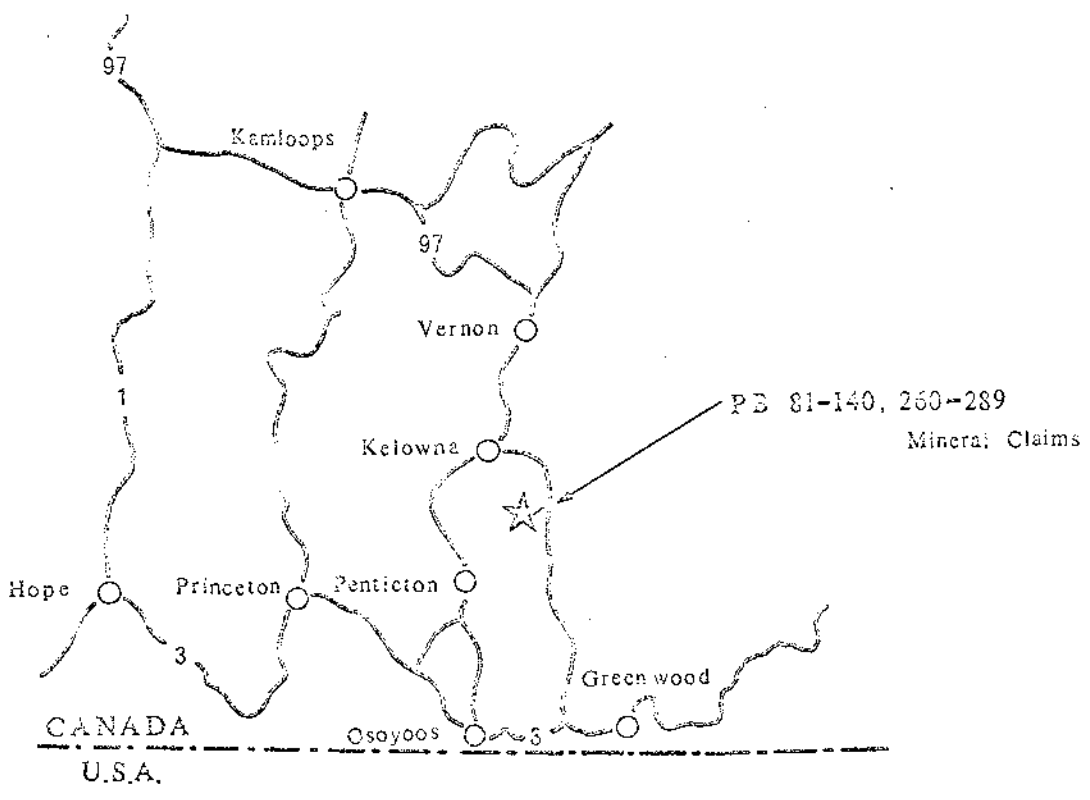 97
Kamloops
97
Vernon
1
PB 81-140, 260-289
Mineral Claims
Kelowna
Hope
Princeton
Penticton
3
Greenwood
CANADA
Osoyoos
3
U.S.A.